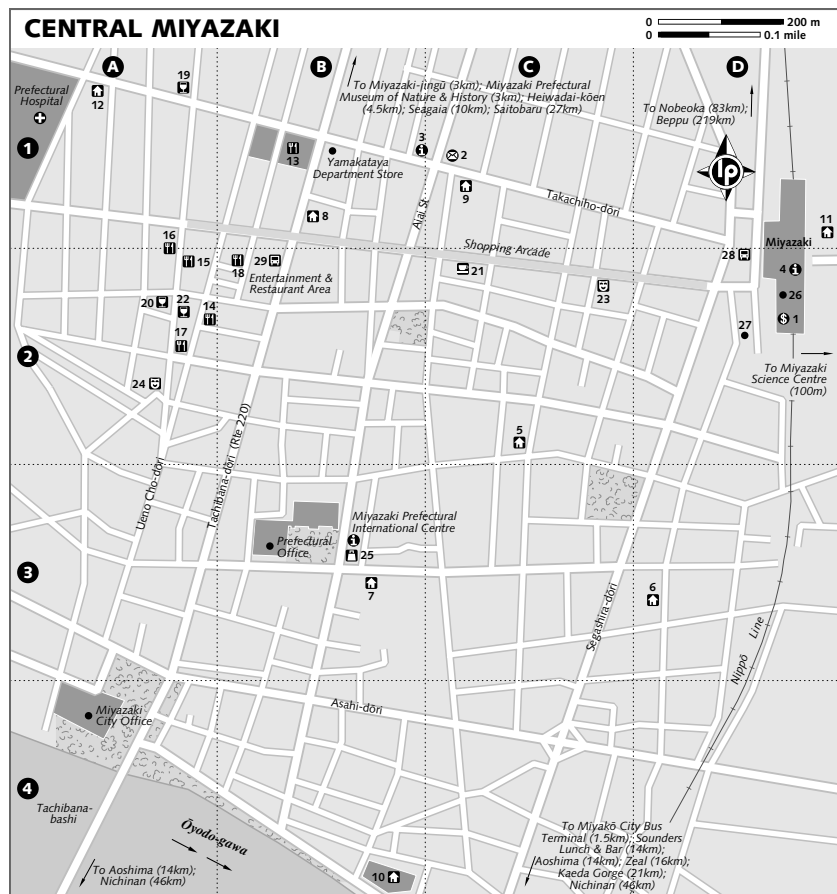 CENTRAL MIYAZAKI
0 200 m
0 0.1 mile
A
B
C
D
Prefectural
Hospital
12
19
To Miyazaki-jingū (3km); Miyazaki Prefectural
Museum of Nature & History (3km); Heiwadai-kōen
(4.5km); Seagaia (10km); Saitobaru (27km)
To Nobeoka (83km);
Beppu (219km)
lp
1
13
Yamakataya
Department Store
3
2
9
Takachiho-dōri
8
Alai St
Shopping Arcade
11
16
15
18
29
Entertainment &
Restaurant Area
21
23
28
Miyazaki
4
26
$ 1
20
22
14
17
27
2
24
To Miyazaki
Science Centre
(100m)
5
Ueno Cho-dōri
Tachibana-dōri (Rte 220)
Miyazaki Prefectural
International Centre
Prefectural
Office
25
3
7
6
Segashira-dōri
Nippō Line
Miyazaki
City Office
Asahi-dōri
4
Tachibana-
bashi
Ōyodo-gawa
To Aoshima (14km);
Nichinan (46km)
10
To Miyakō City Bus
Terminal (1.5km); Sounders
Lunch & Bar (14km);
Aoshima (14km); Zeal (16km);
Kaeda Gorge (21km);
Nichinan (46km)